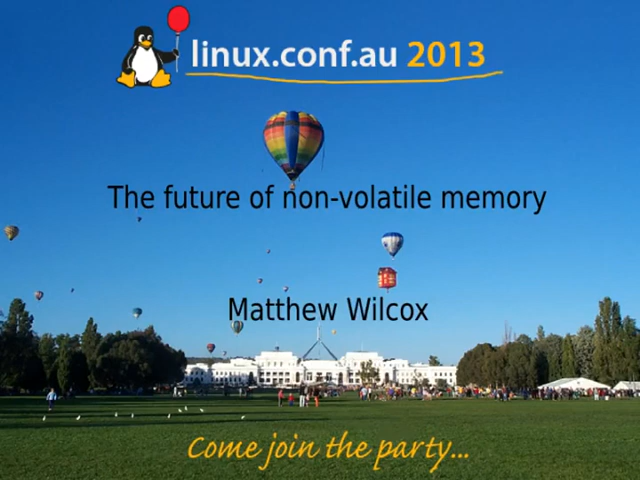 linux.conf.au 2013
The future of non-volatile memory
Matthew Wilcox
Come join the party...